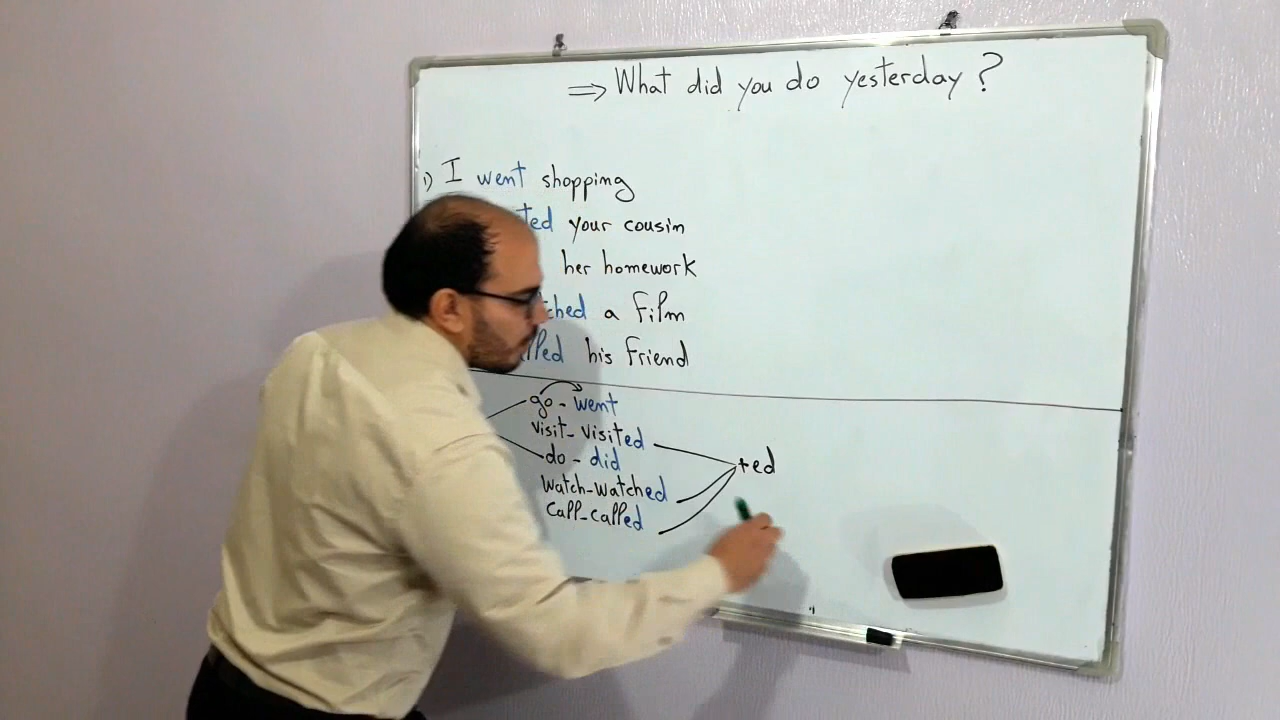 ⇒ What did you do yesterday?
1) I went shopping
ted your cousin
her homework
ched a film
lled his friend
go - went
visit - visited
do - did
watch - watched
call - called
+ed